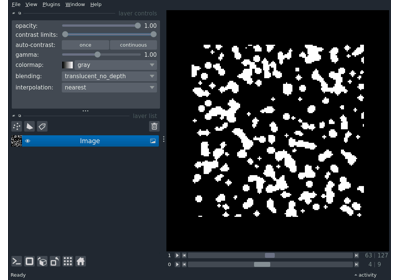 File View Plugins Window Help
layer controls
opacity: 1.00
contrast limits:
auto-contrast: once continuous
gamma: 1.00
colormap: gray
blending: translucent_no_depth
interpolation: nearest
layer list
Image
1 63 127
0 4 9
Ready activity